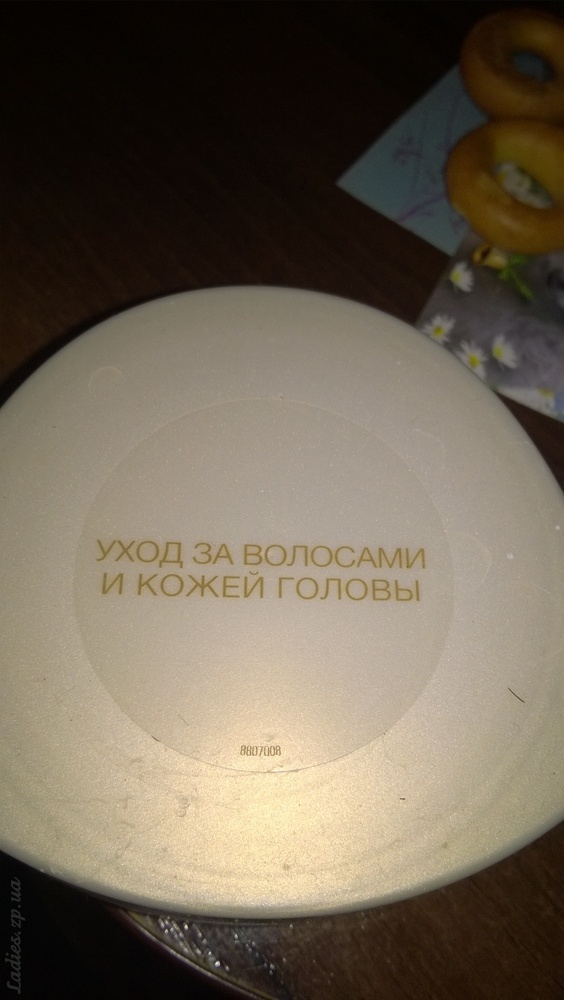 УХОД ЗА ВОЛОСАМИ
И КОЖЕЙ ГОЛОВЫ
8807008
Ladies.zp.ua